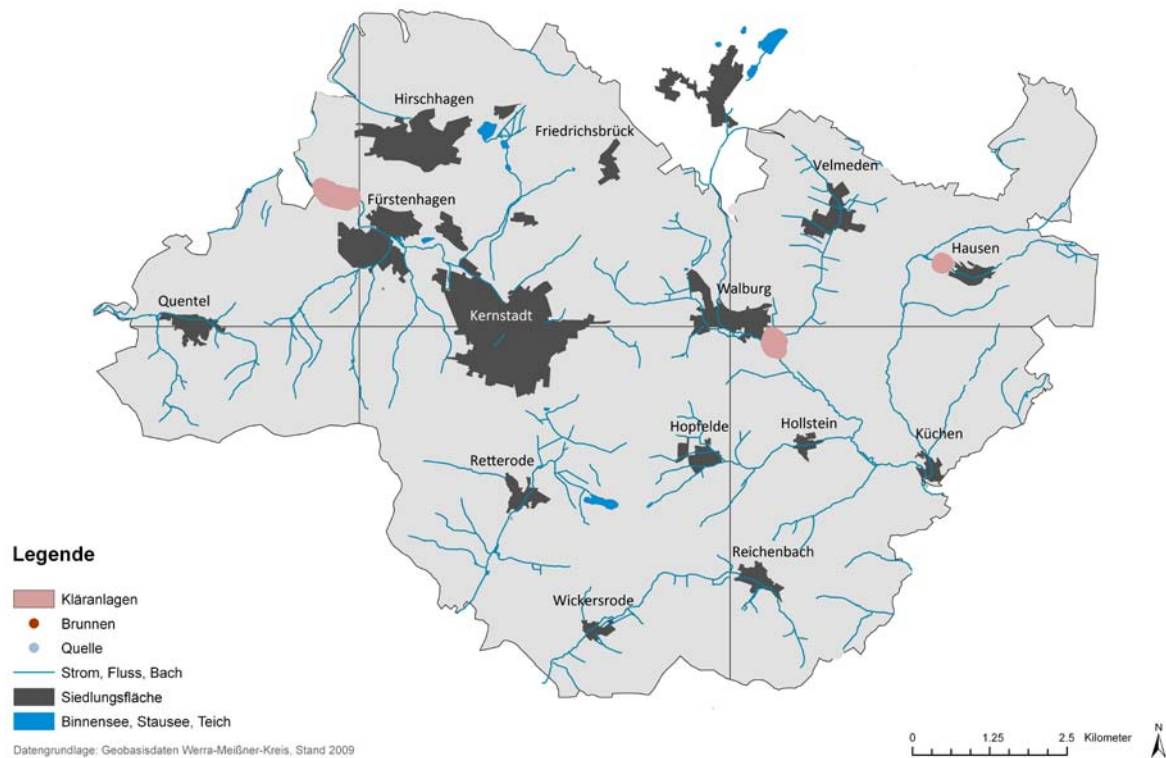 Hirschhagen
Friedrichsbrück
Velmeden
Fürstenhagen
Hausen
Quentel
Kernstadt
Walburg
Hopfelde
Hollstein
Küchen
Retterode
Reichenbach
Wickersrode
Legende
Kläranlagen
Brunnen
Quelle
Strom, Fluss, Bach
Siedlungsfläche
Binnensee, Stausee, Teich
Datengrundlage: Geobasisdaten Werra-Meißner-Kreis, Stand 2009
0 1.25 2.5 Kilometer
N